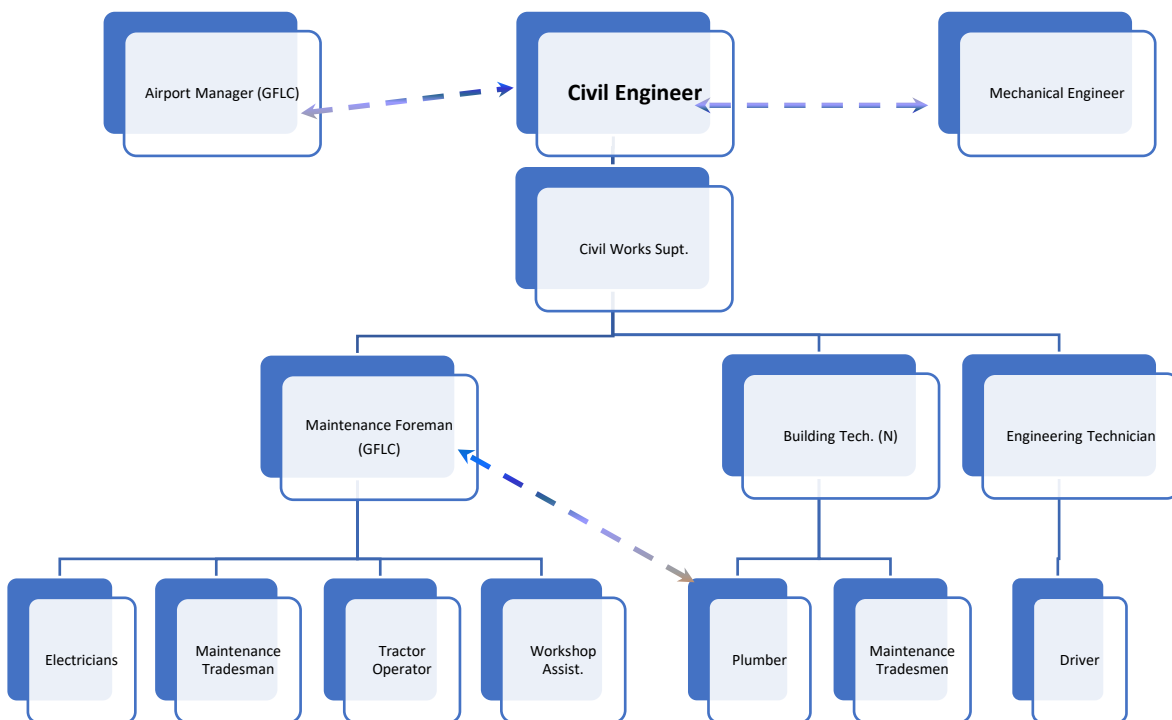 Airport Manager (GFLC)
Civil Engineer
Mechanical Engineer
Civil Works Supt.
Maintenance Foreman
(GFLC)
Building Tech. (N)
Engineering Technician
Electricians
Maintenance
Tradesman
Tractor
Operator
Workshop
Assist.
Plumber
Maintenance
Tradesmen
Driver